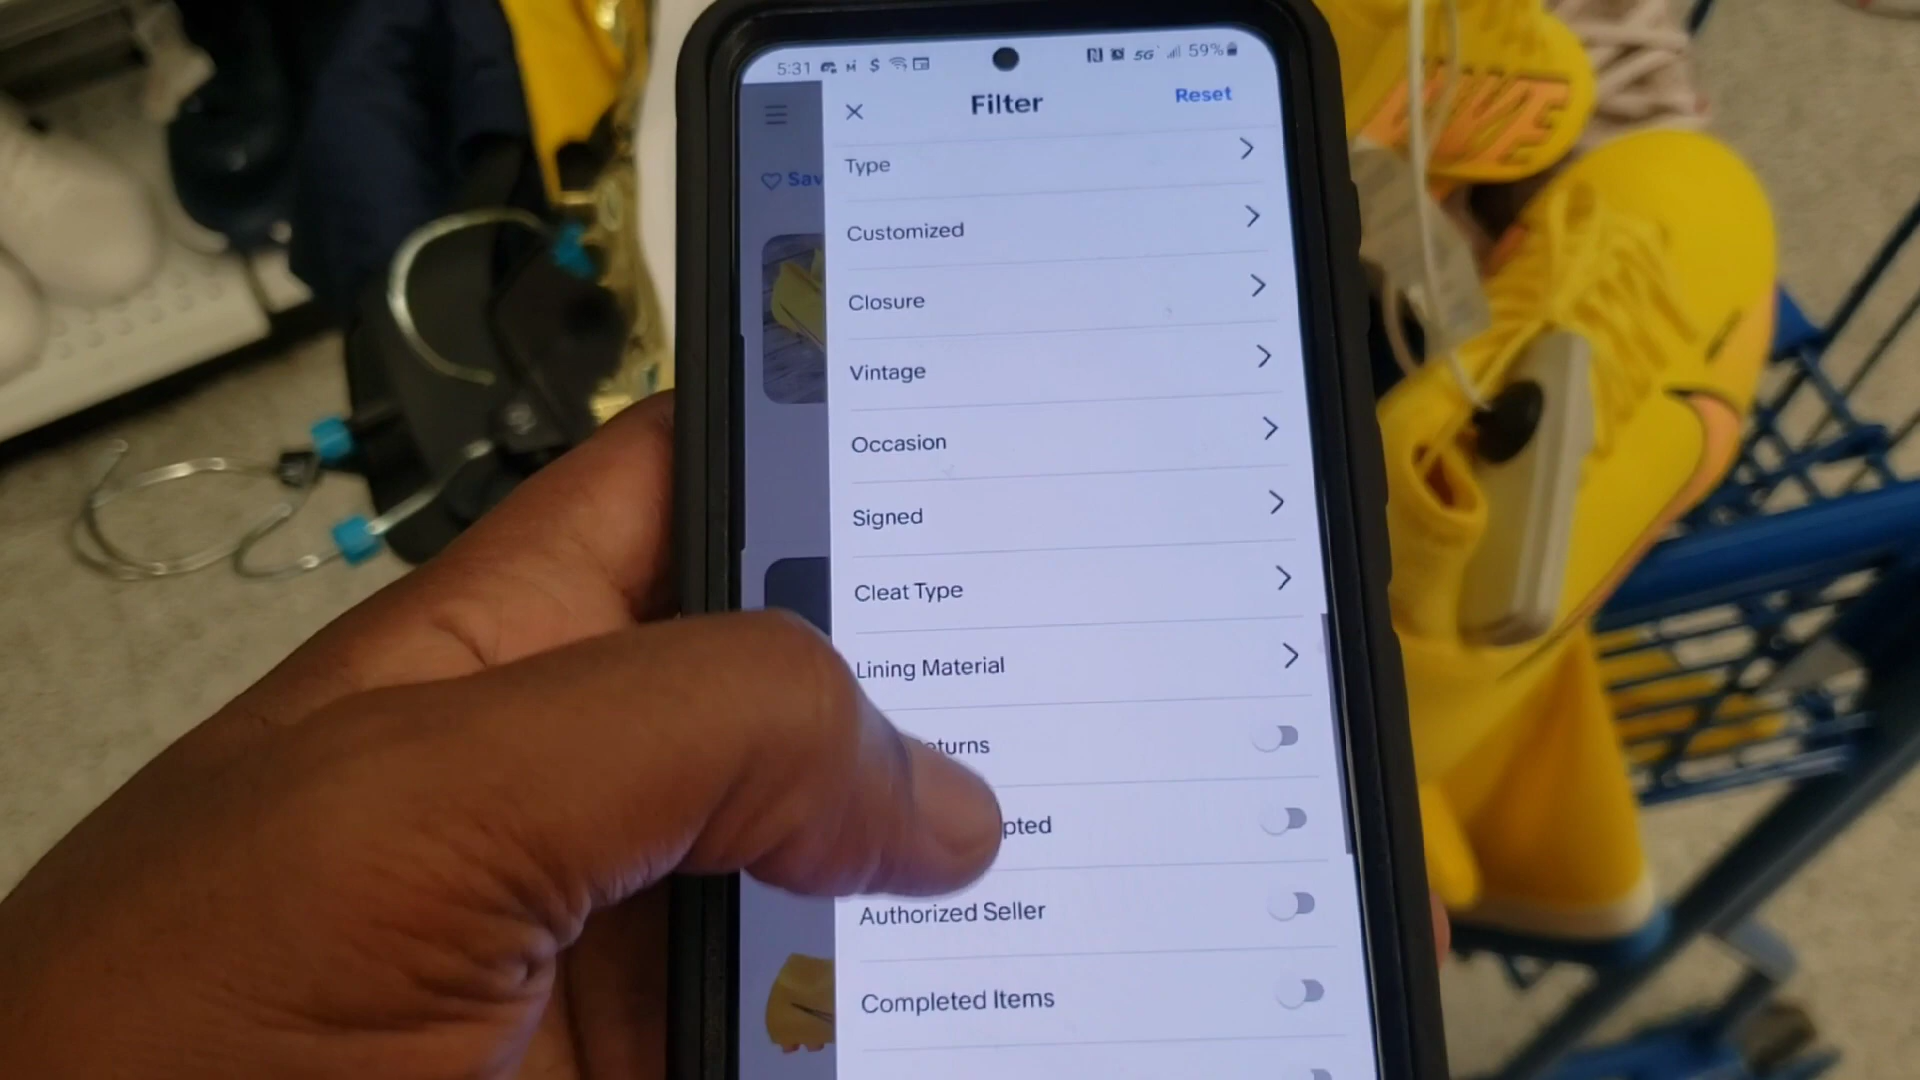 5:31 M $ 5G 59%
Filter
Reset
Sav
Type
Customized
Closure
Vintage
Occasion
Signed
Cleat Type
Lining Material
eturns
pted
Authorized Seller
Completed Items